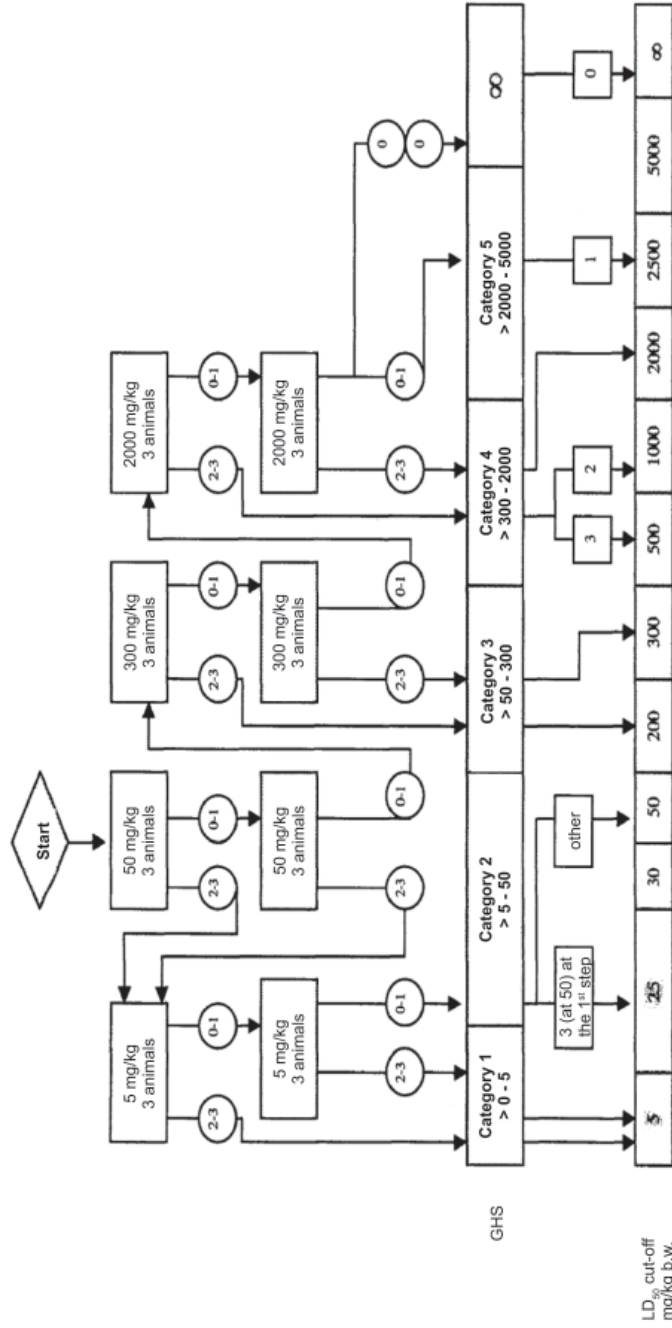 Start
5 mg/kg
3 animals
50 mg/kg
3 animals
300 mg/kg
3 animals
2000 mg/kg
3 animals
2-3
0-1
2-3
0-1
2-3
0-1
2-3
0-1
5 mg/kg
3 animals
50 mg/kg
3 animals
300 mg/kg
3 animals
2000 mg/kg
3 animals
2-3
0-1
2-3
0-1
2-3
0-1
2-3
0-1
0
0
GHS
Category 1
> 0 - 5
Category 2
> 5 - 50
Category 3
> 50 - 300
Category 4
> 300 - 2000
Category 5
> 2000 - 5000
∞
3 (at 50) at
the 1st step
other
3
2
1
0
LD50 cut-off
mg/kg b.w.
5
25
30
50
200
300
500
1000
2000
2500
5000
∞